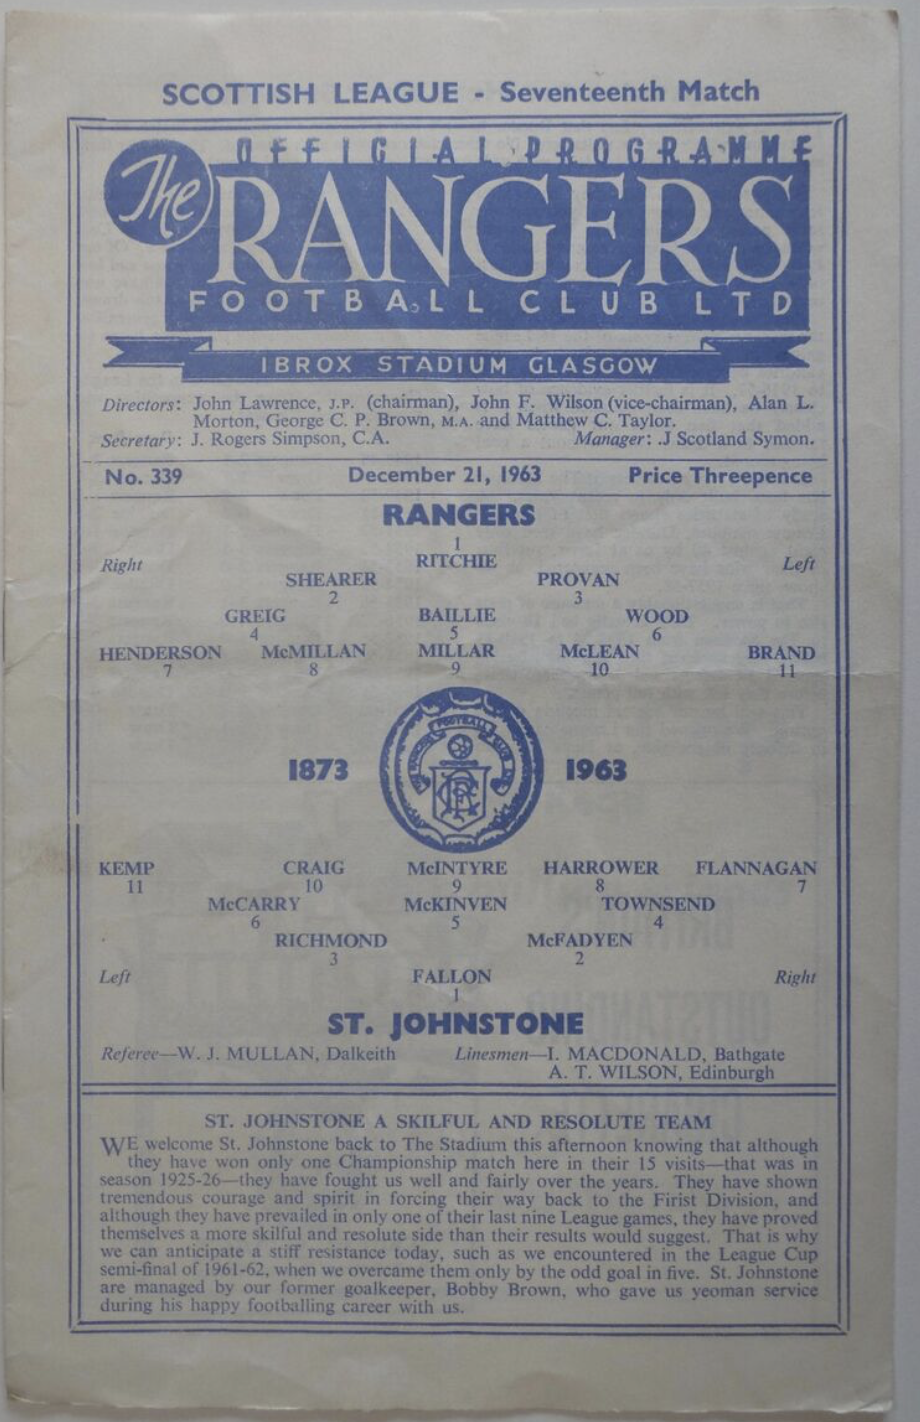 SCOTTISH LEAGUE - Seventeenth Match
OFFICIAL PROGRAMME
The RANGERS
FOOTBALL CLUB LTD
IBROX STADIUM GLASGOW
Directors: John Lawrence, J.P. (chairman), John F. Wilson (vice-chairman), Alan L.
Morton, George C. P. Brown, M.A. and Matthew C. Taylor.
Secretary: J. Rogers Simpson, C.A. Manager: .J Scotland Symon.
No. 339 December 21, 1963 Price Threepence
RANGERS
1
Right RITCHIE Left
SHEARER PROVAN
2 3
GREIG BAILLIE WOOD
4 5 6
HENDERSON McMILLAN MILLAR McLEAN BRAND
7 8 9 10 11
FOOTBALL
1873 1963
KEMP CRAIG McINTYRE HARROWER FLANNAGAN
11 10 9 8 7
McCARRY McKINVEN TOWNSEND
6 5 4
RICHMOND McFADYEN
3 2
Left FALLON Right
1
ST. JOHNSTONE
Referee—W. J. MULLAN, Dalkeith Linesmen—I. MACDONALD, Bathgate
A. T. WILSON, Edinburgh
ST. JOHNSTONE A SKILFUL AND RESOLUTE TEAM
WE welcome St. Johnstone back to The Stadium this afternoon knowing that although
they have won only one Championship match here in their 15 visits—that was in
season 1925-26—they have fought us well and fairly over the years. They have shown
tremendous courage and spirit in forcing their way back to the Firist Division, and
although they have prevailed in only one of their last nine League games, they have proved
themselves a more skilful and resolute side than their results would suggest. That is why
we can anticipate a stiff resistance today, such as we encountered in the League Cup
semi-final of 1961-62, when we overcame them only by the odd goal in five. St. Johnstone
are managed by our former goalkeeper, Bobby Brown, who gave us yeoman service
during his happy footballing career with us.